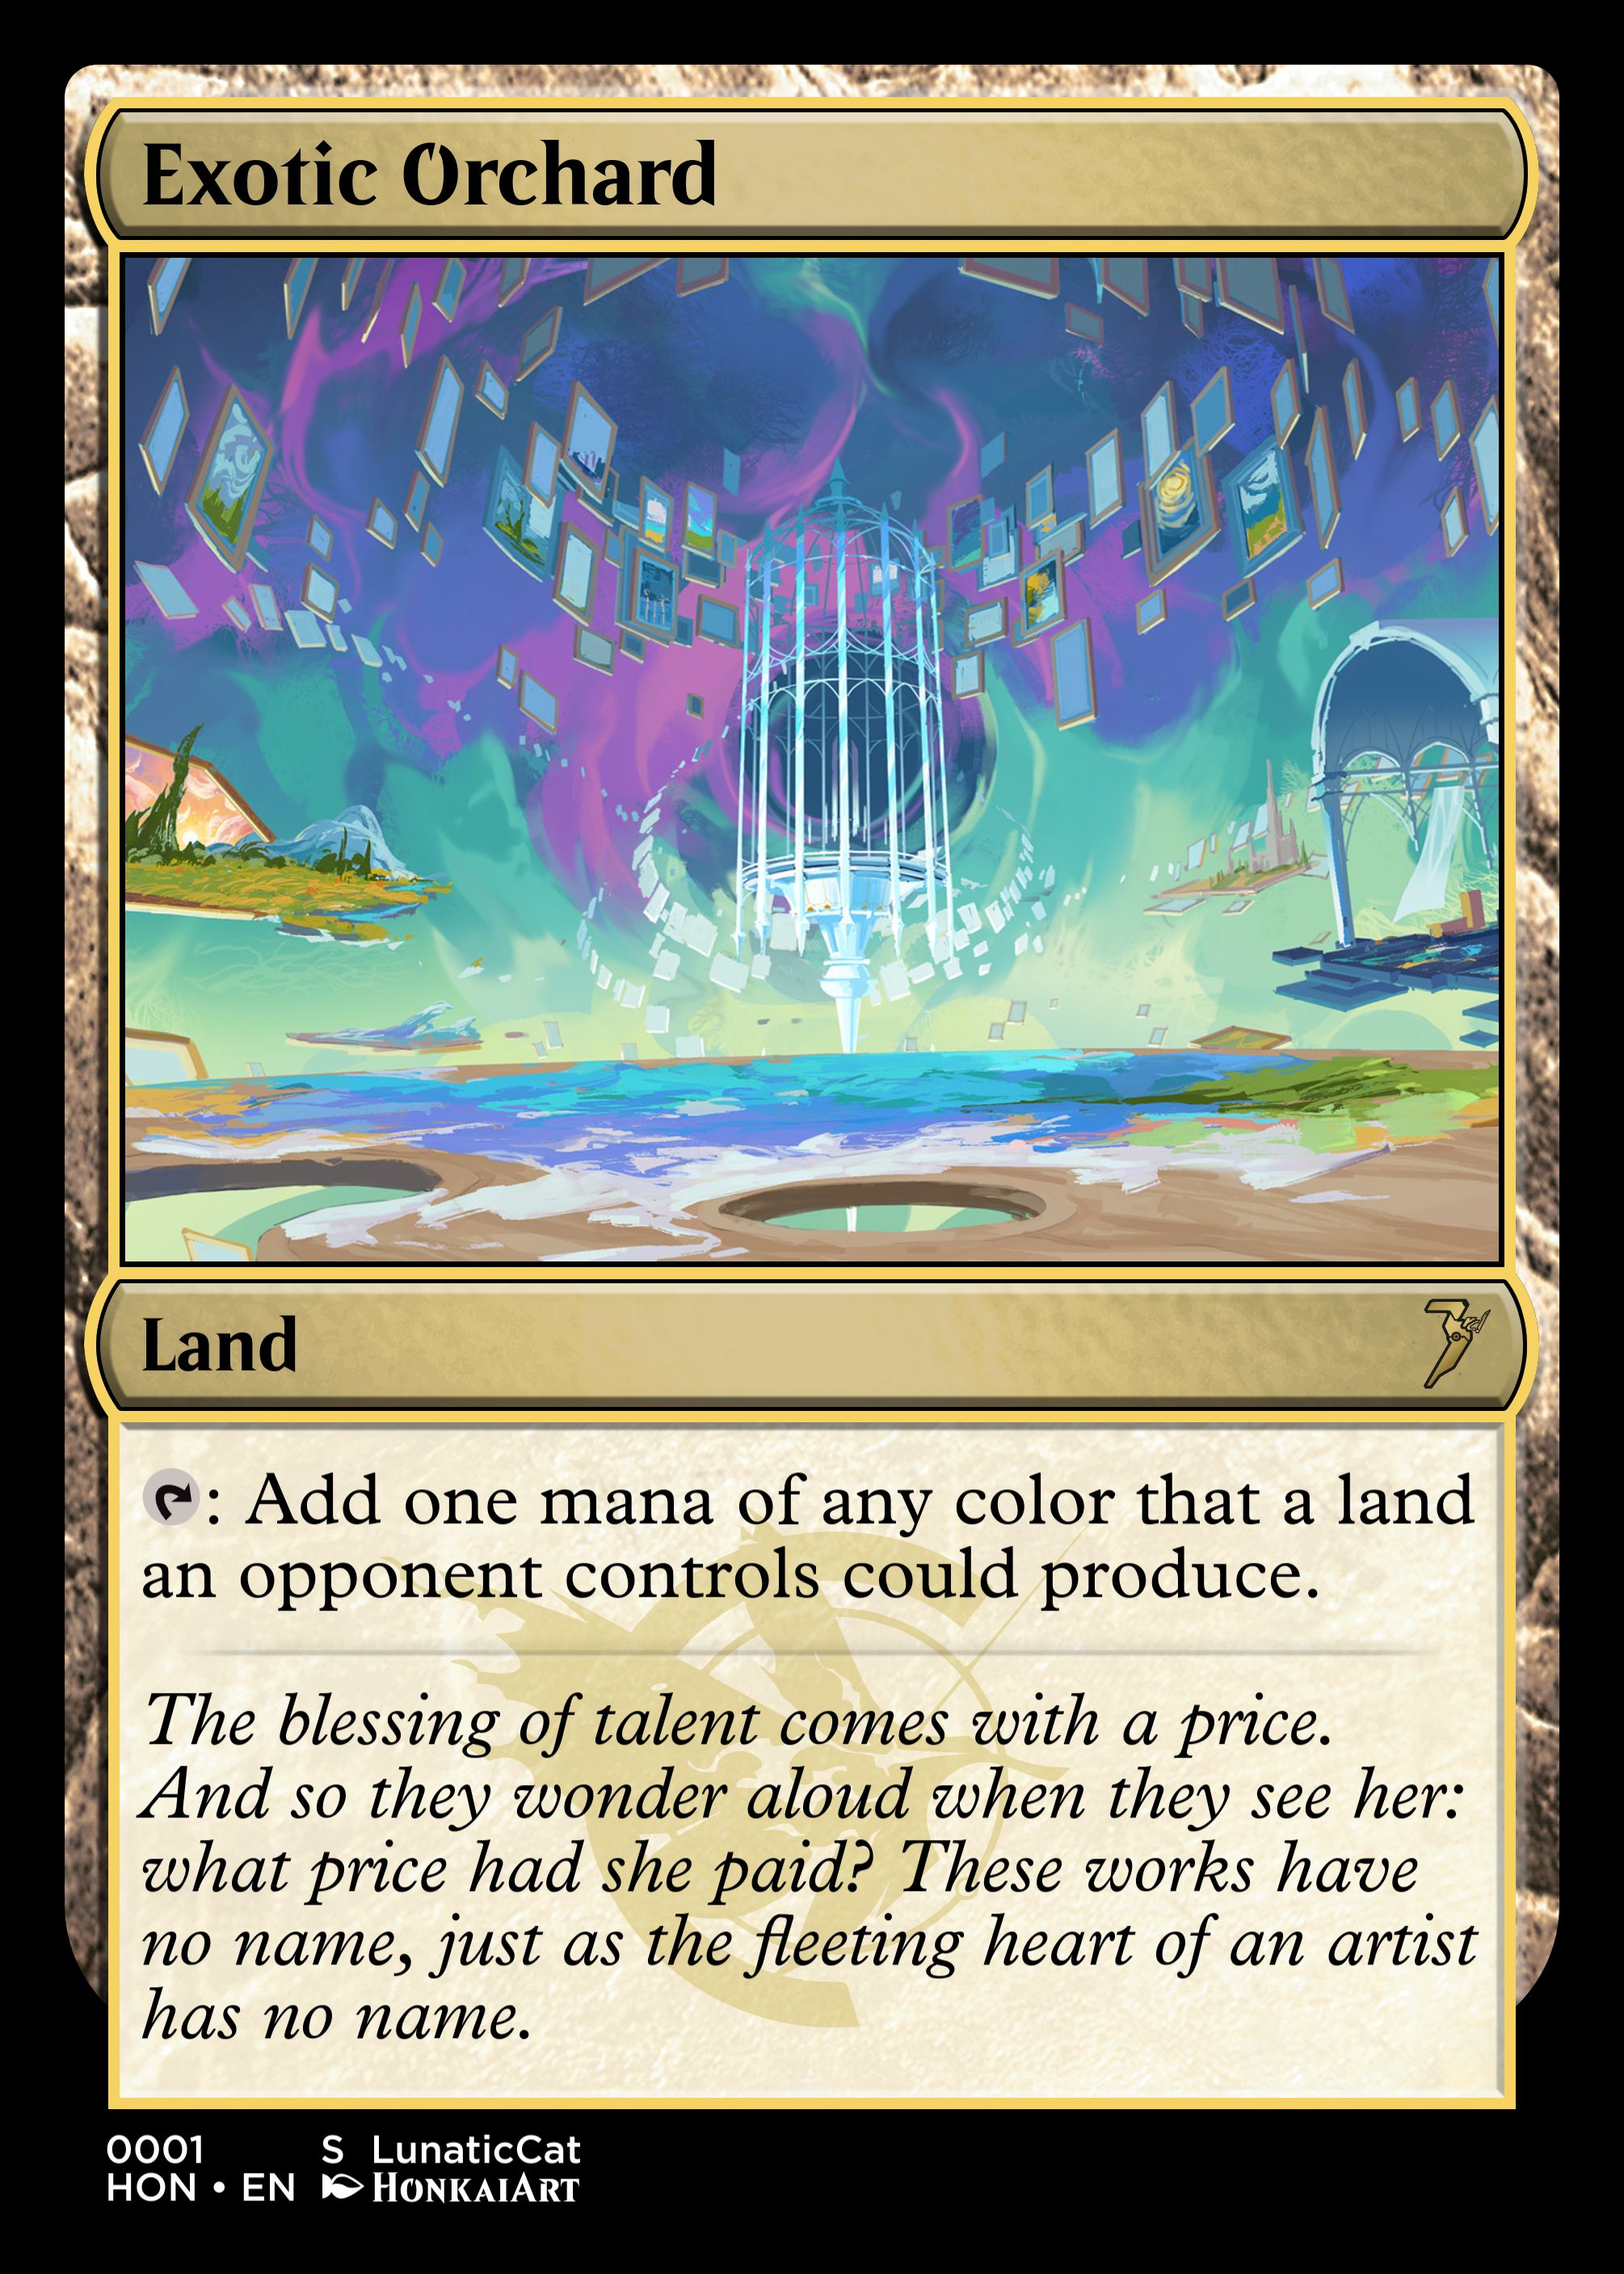 Exotic Orchard
Land
: Add one mana of any color that a land
an opponent controls could produce.
The blessing of talent comes with a price.
And so they wonder aloud when they see her:
what price had she paid? These works have
no name, just as the fleeting heart of an artist
has no name.
0001 S LunaticCat
HON • EN HonkaiArt